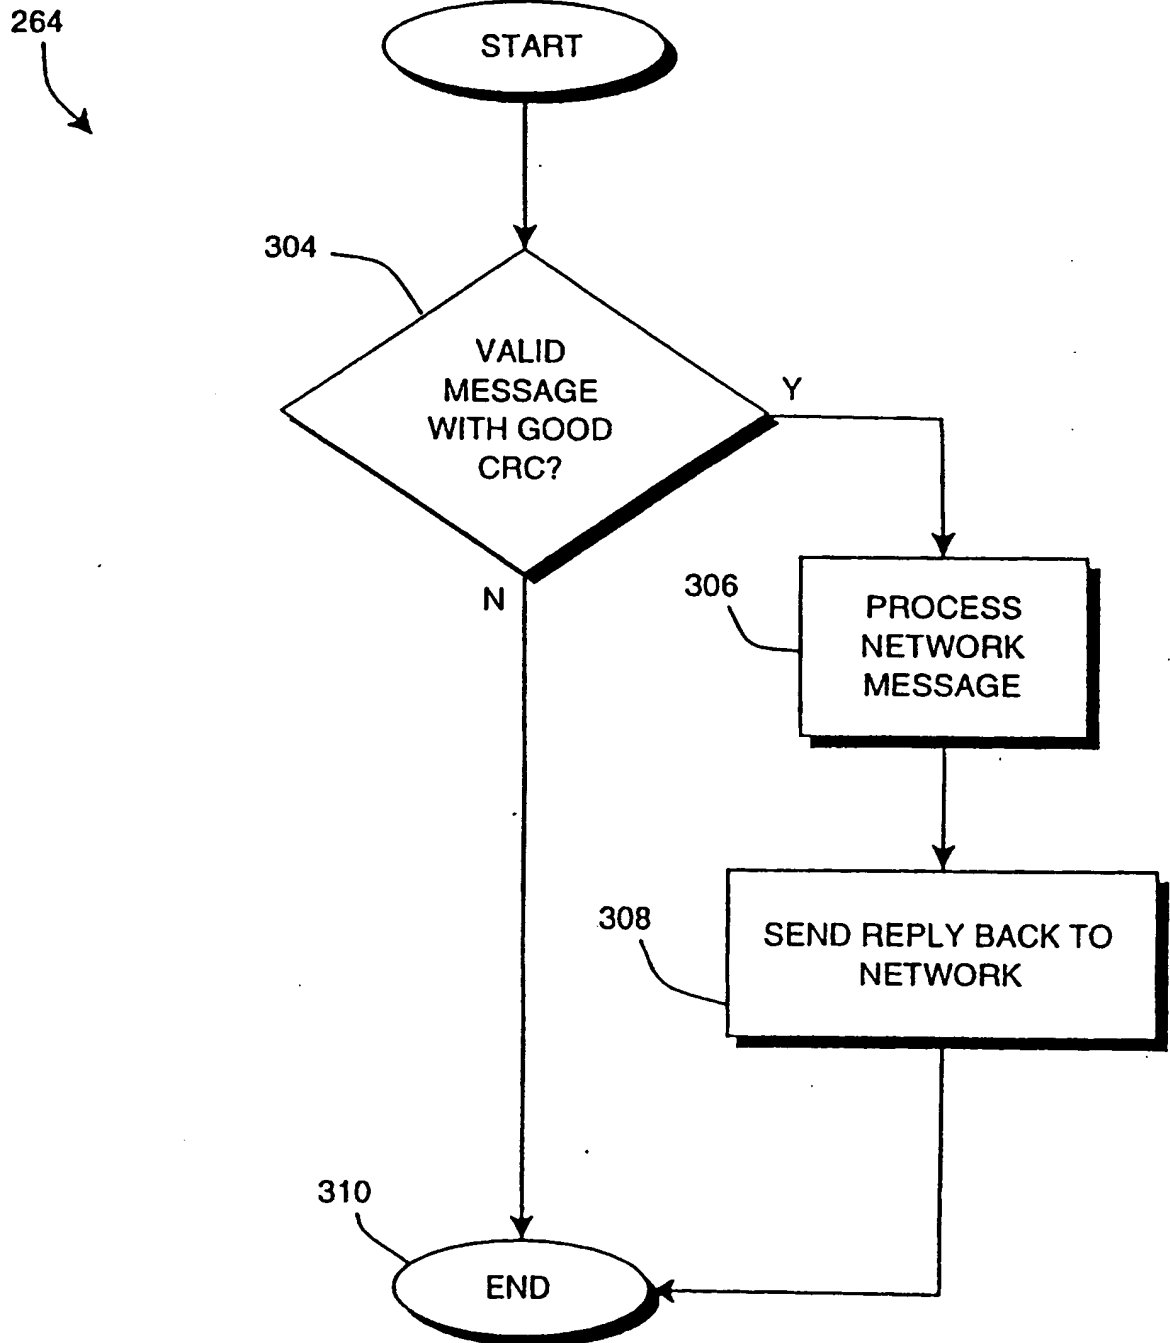 264
START
304
VALID
MESSAGE
WITH GOOD
CRC?
Y
N
306
PROCESS
NETWORK
MESSAGE
308
SEND REPLY BACK TO
NETWORK
310
END